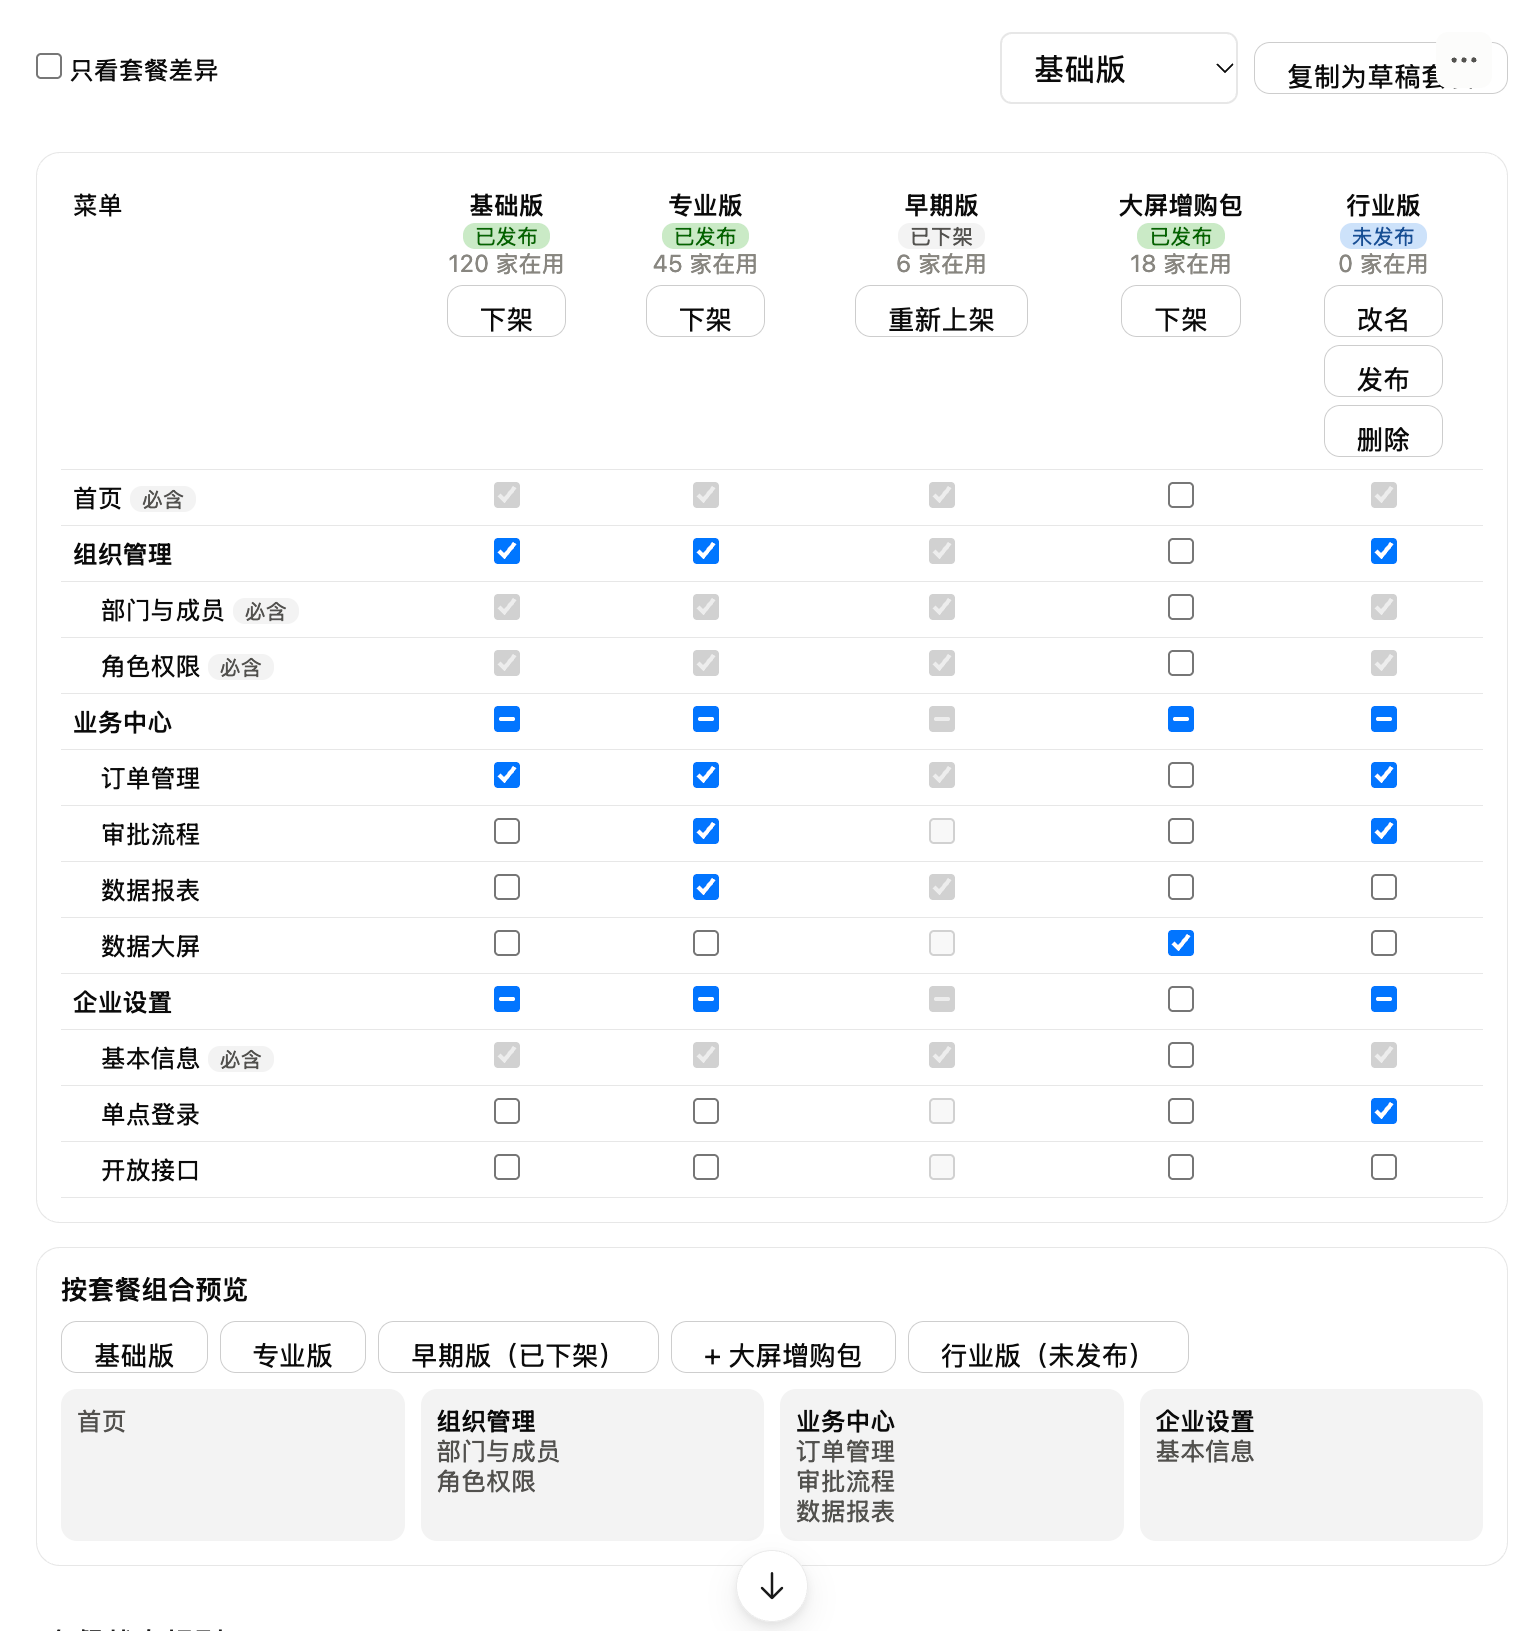 只看套餐差异
基础版
复制为草稿
菜单 基础版 专业版 早期版 大屏增购包 行业版
已发布 已发布 已下架 已发布 未发布
120 家在用 45 家在用 6 家在用 18 家在用 0 家在用
下架 下架 重新上架 下架 改名
发布
删除
首页 必含
组织管理
部门与成员 必含
角色权限 必含
业务中心
订单管理
审批流程
数据报表
数据大屏
企业设置
基本信息 必含
单点登录
开放接口
按套餐组合预览
基础版 专业版 早期版（已下架） + 大屏增购包 行业版（未发布）
首页 组织管理 业务中心 企业设置
部门与成员 订单管理 基本信息
角色权限 审批流程
数据报表